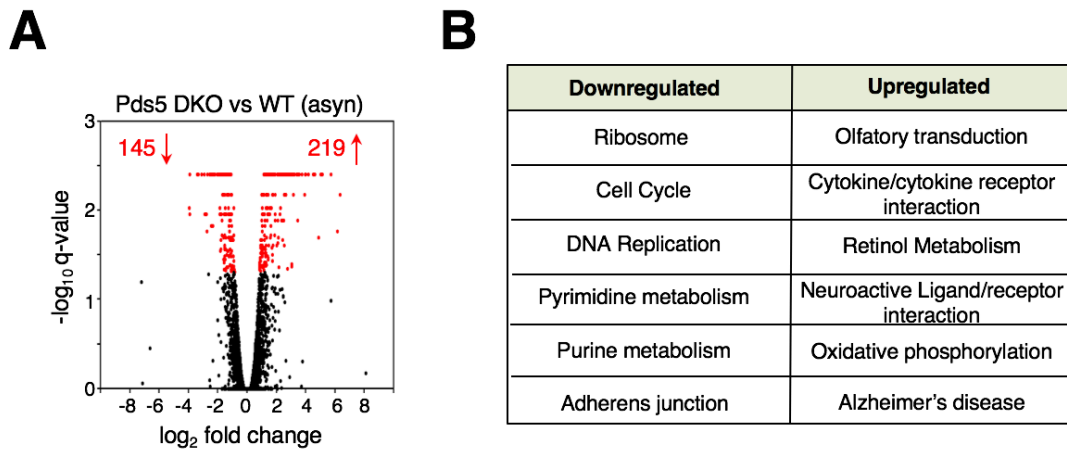 A
B
Pds5 DKO vs WT (asyn)
3
145 ↓
219 ↑
2
1
0
-log10 q-value
-8 -6 -4 -2 0 2 4 6 8
log2 fold change
Downregulated Upregulated
Ribosome Olfatory transduction
Cell Cycle Cytokine/cytokine receptor
interaction
DNA Replication Retinol Metabolism
Pyrimidine metabolism Neuroactive Ligand/receptor
interaction
Purine metabolism Oxidative phosphorylation
Adherens junction Alzheimer's disease